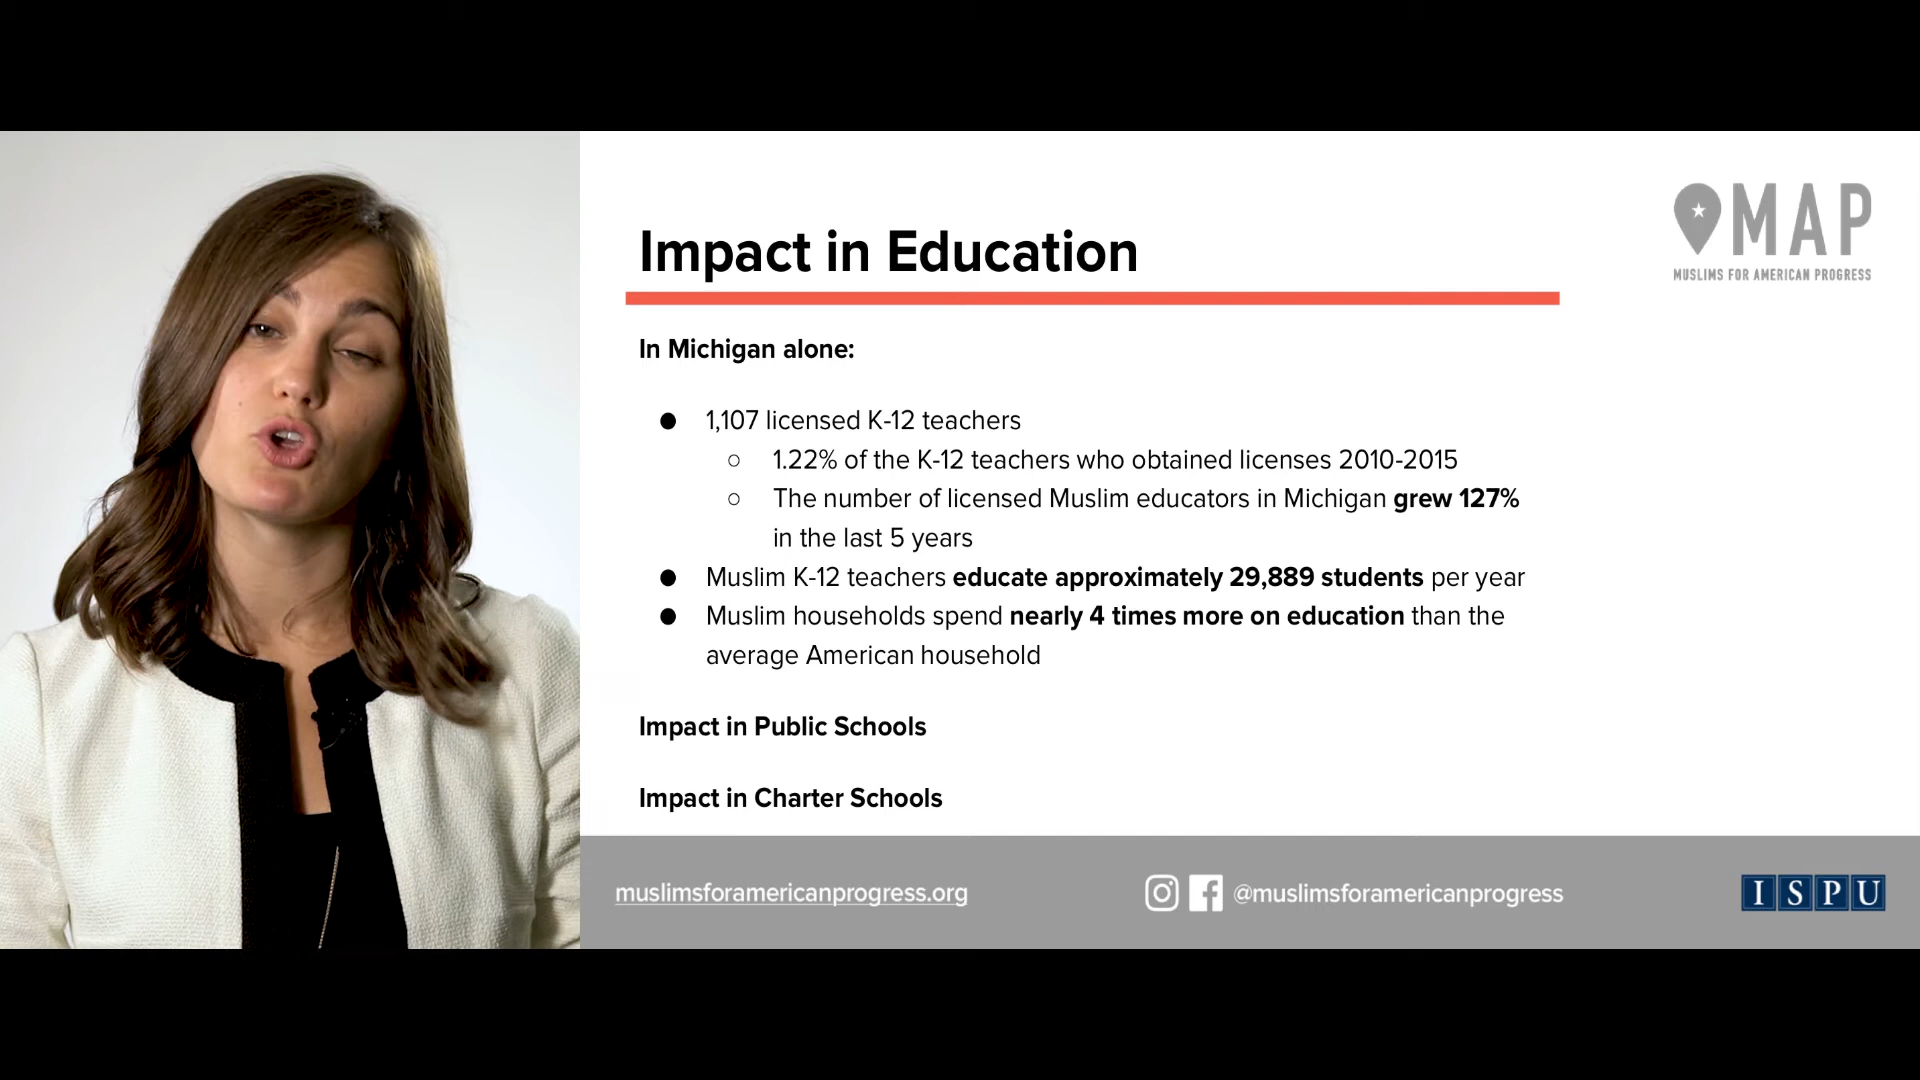 MAP
MUSLIMS FOR AMERICAN PROGRESS
Impact in Education
In Michigan alone:
● 1,107 licensed K-12 teachers
○ 1.22% of the K-12 teachers who obtained licenses 2010-2015
○ The number of licensed Muslim educators in Michigan grew 127%
in the last 5 years
● Muslim K-12 teachers educate approximately 29,889 students per year
● Muslim households spend nearly 4 times more on education than the
average American household
Impact in Public Schools
Impact in Charter Schools
muslimsforamericanprogress.org
@muslimsforamericanprogress
ISPU